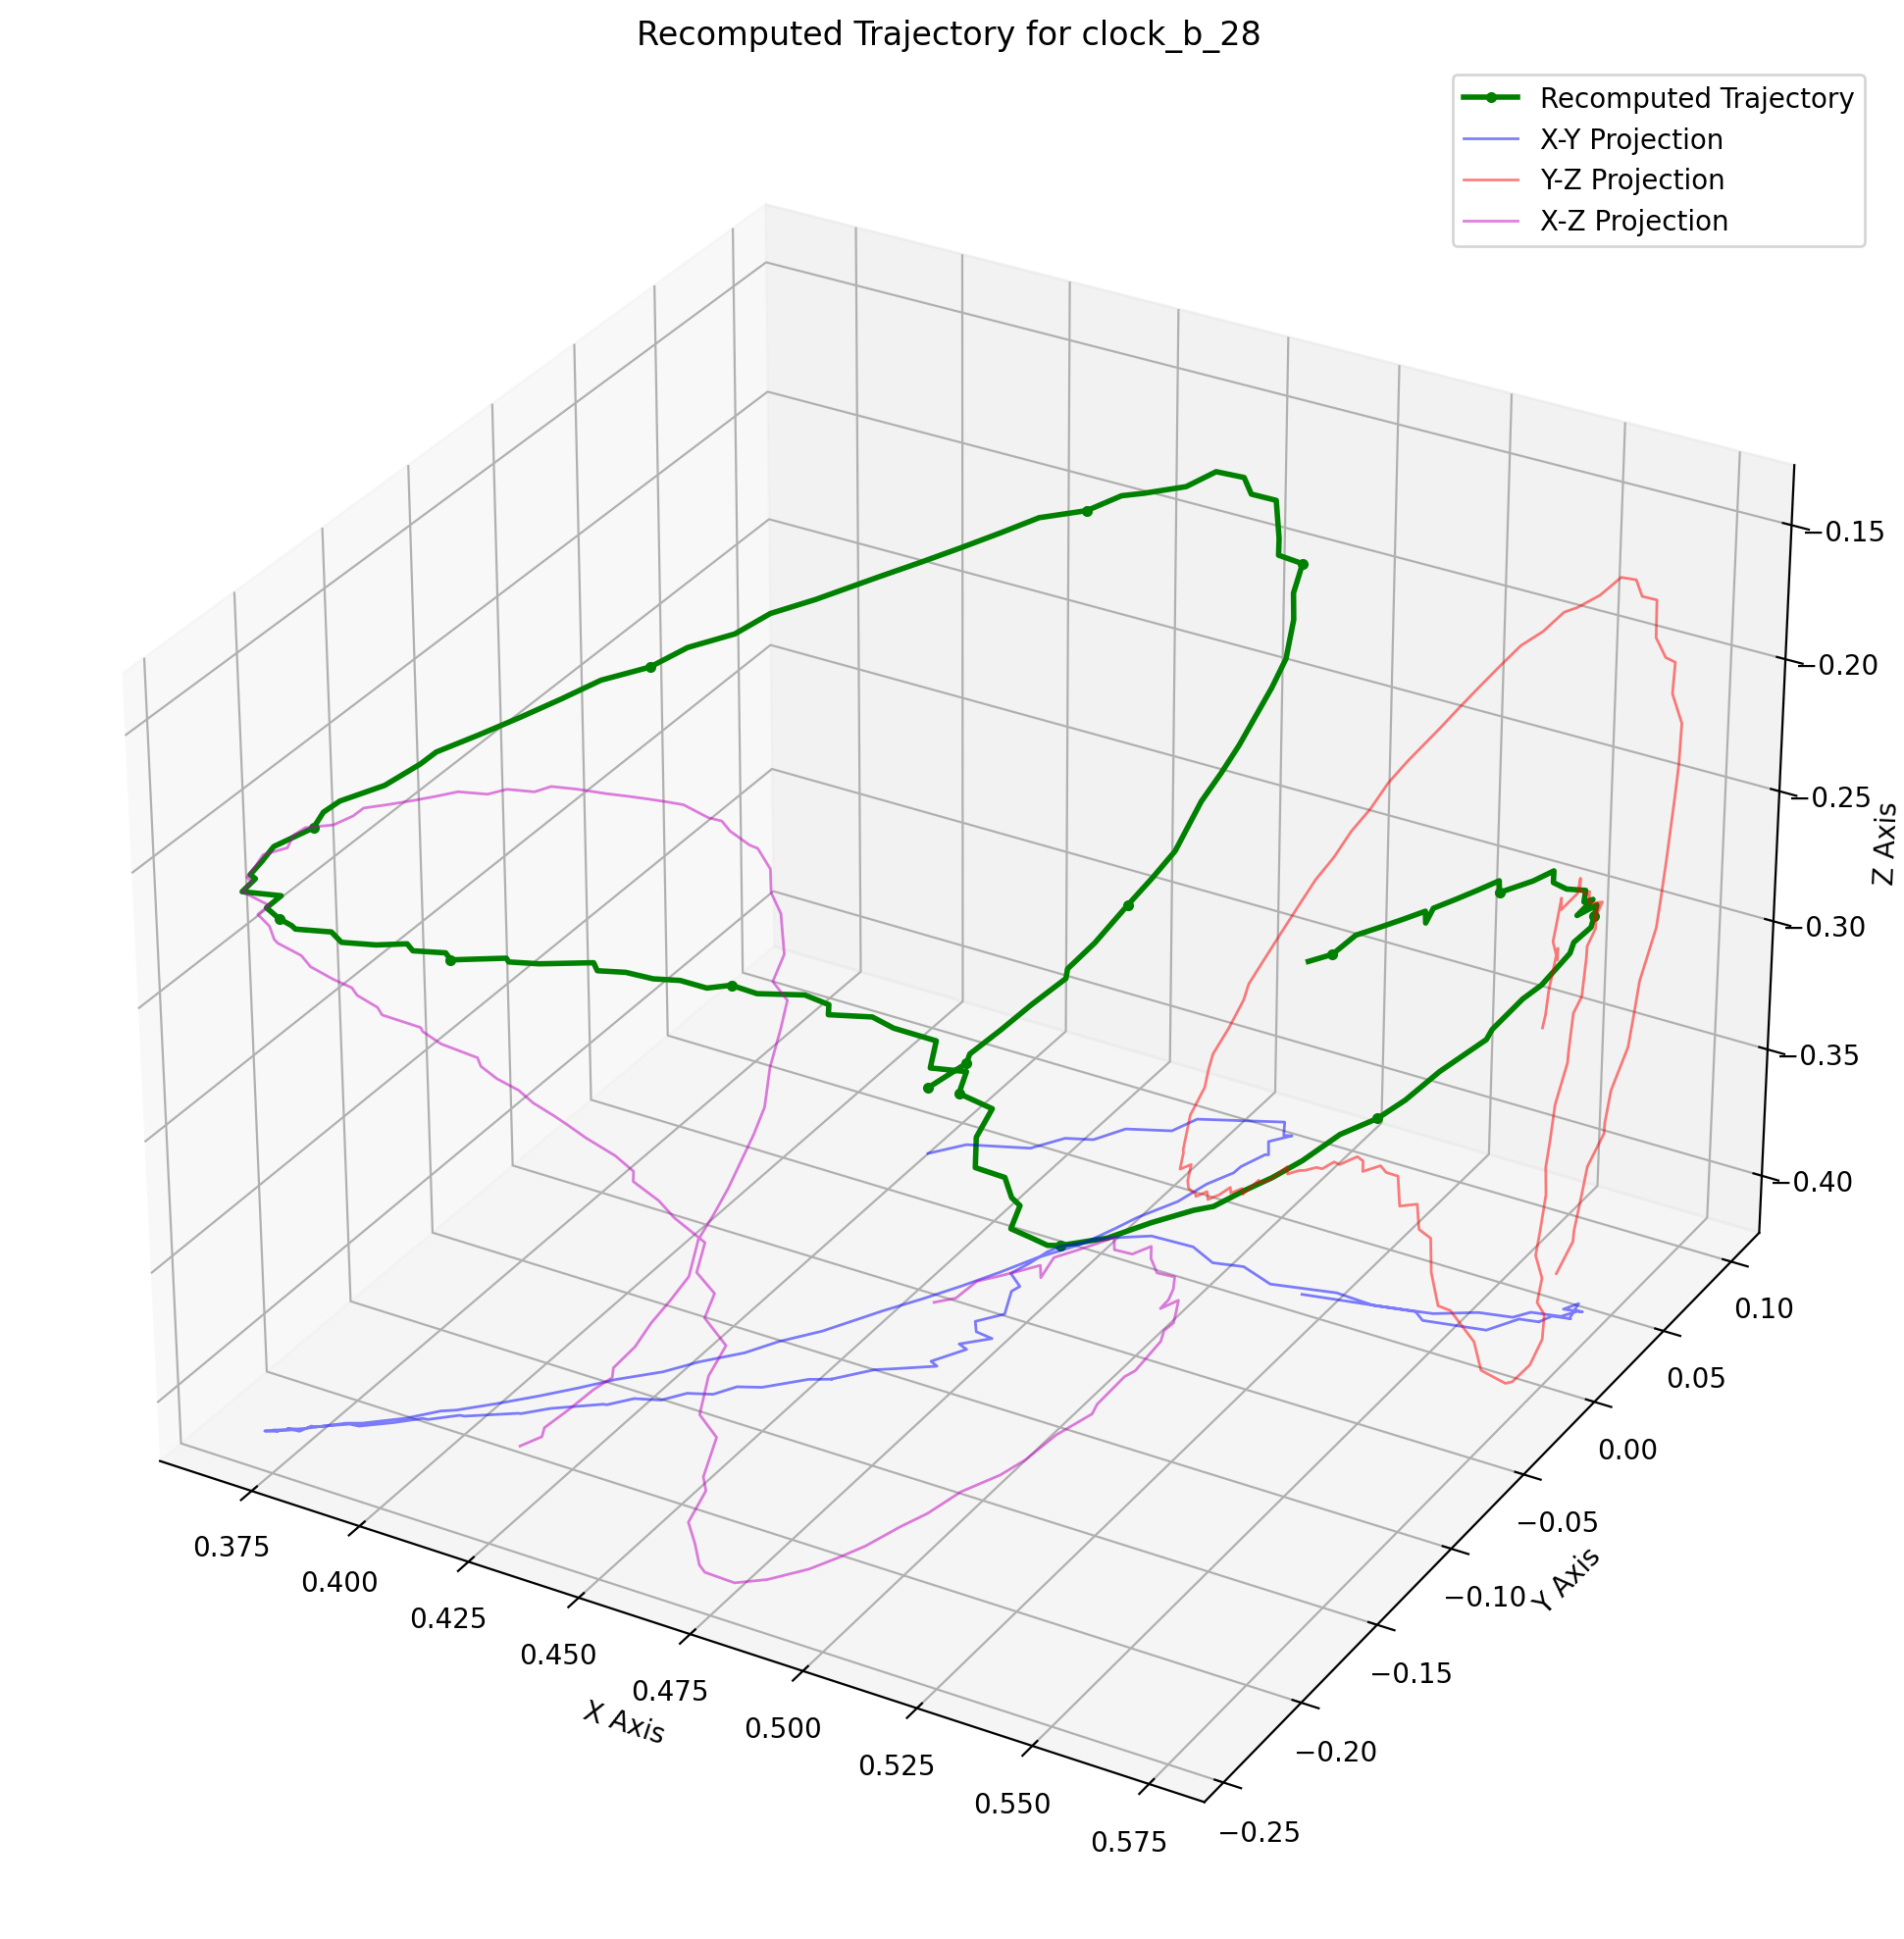 Recomputed Trajectory for clock_b_28
Recomputed Trajectory
X-Y Projection
Y-Z Projection
X-Z Projection
−0.15
−0.20
−0.25
−0.30
−0.35
−0.40
Z Axis
0.10
0.05
0.00
−0.05
−0.10
−0.15
−0.20
−0.25
Y Axis
0.375
0.400
0.425
0.450
0.475
0.500
0.525
0.550
0.575
X Axis